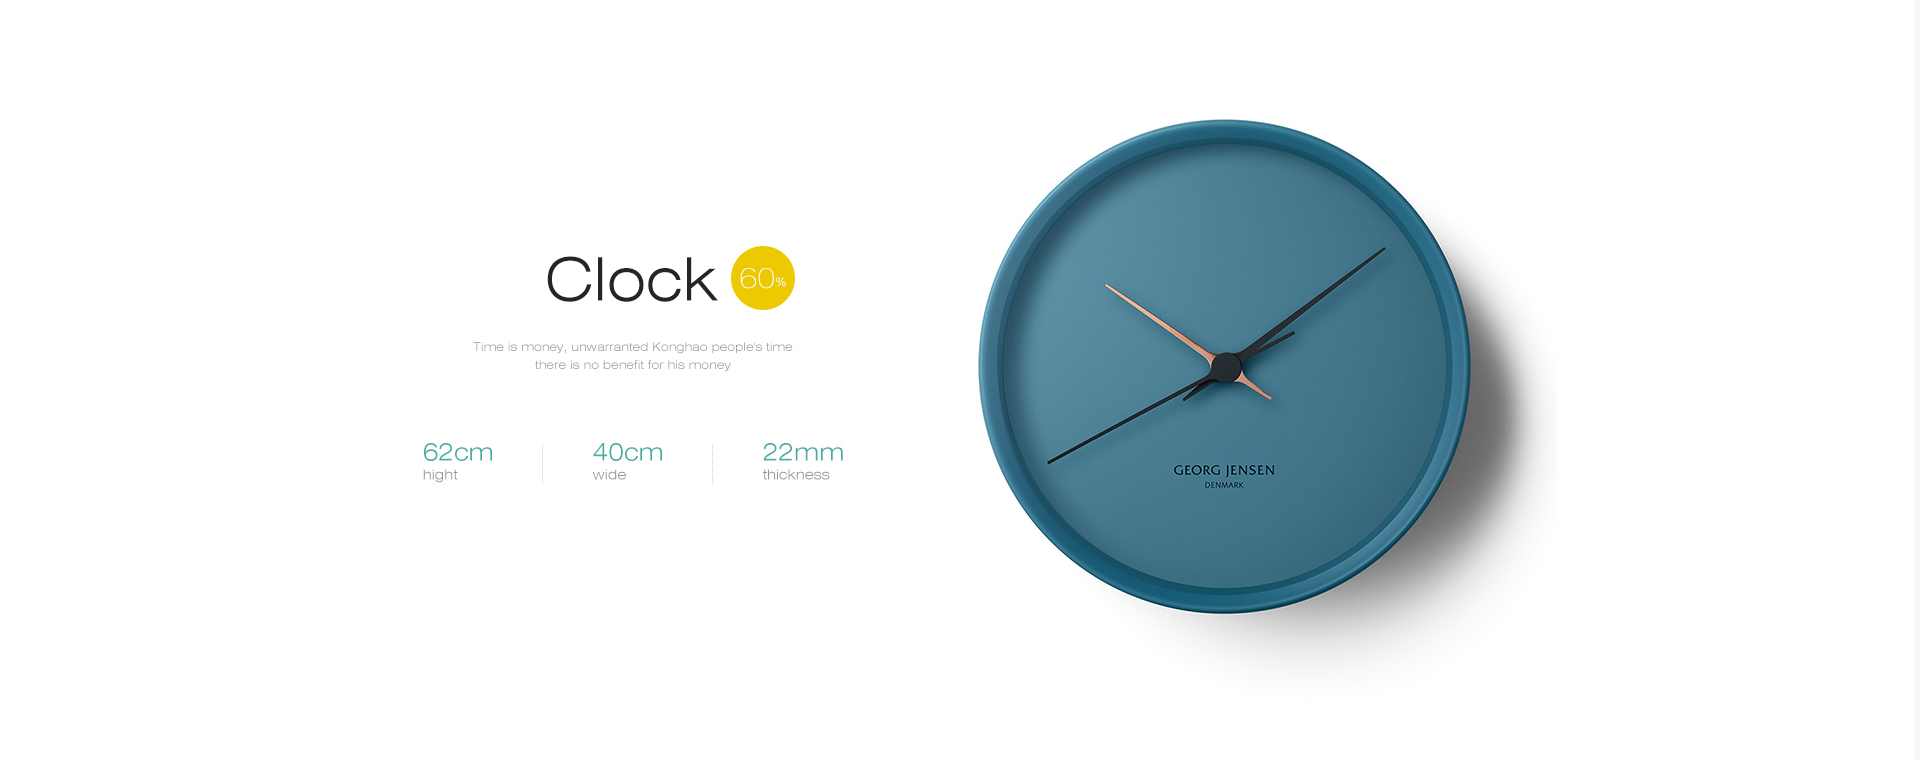 Clock 60%
Time is money, unwarranted Konghao people's time
there is no benefit for his money
62cm 40cm 22mm
hight wide thickness
GEORG JENSEN
DENMARK